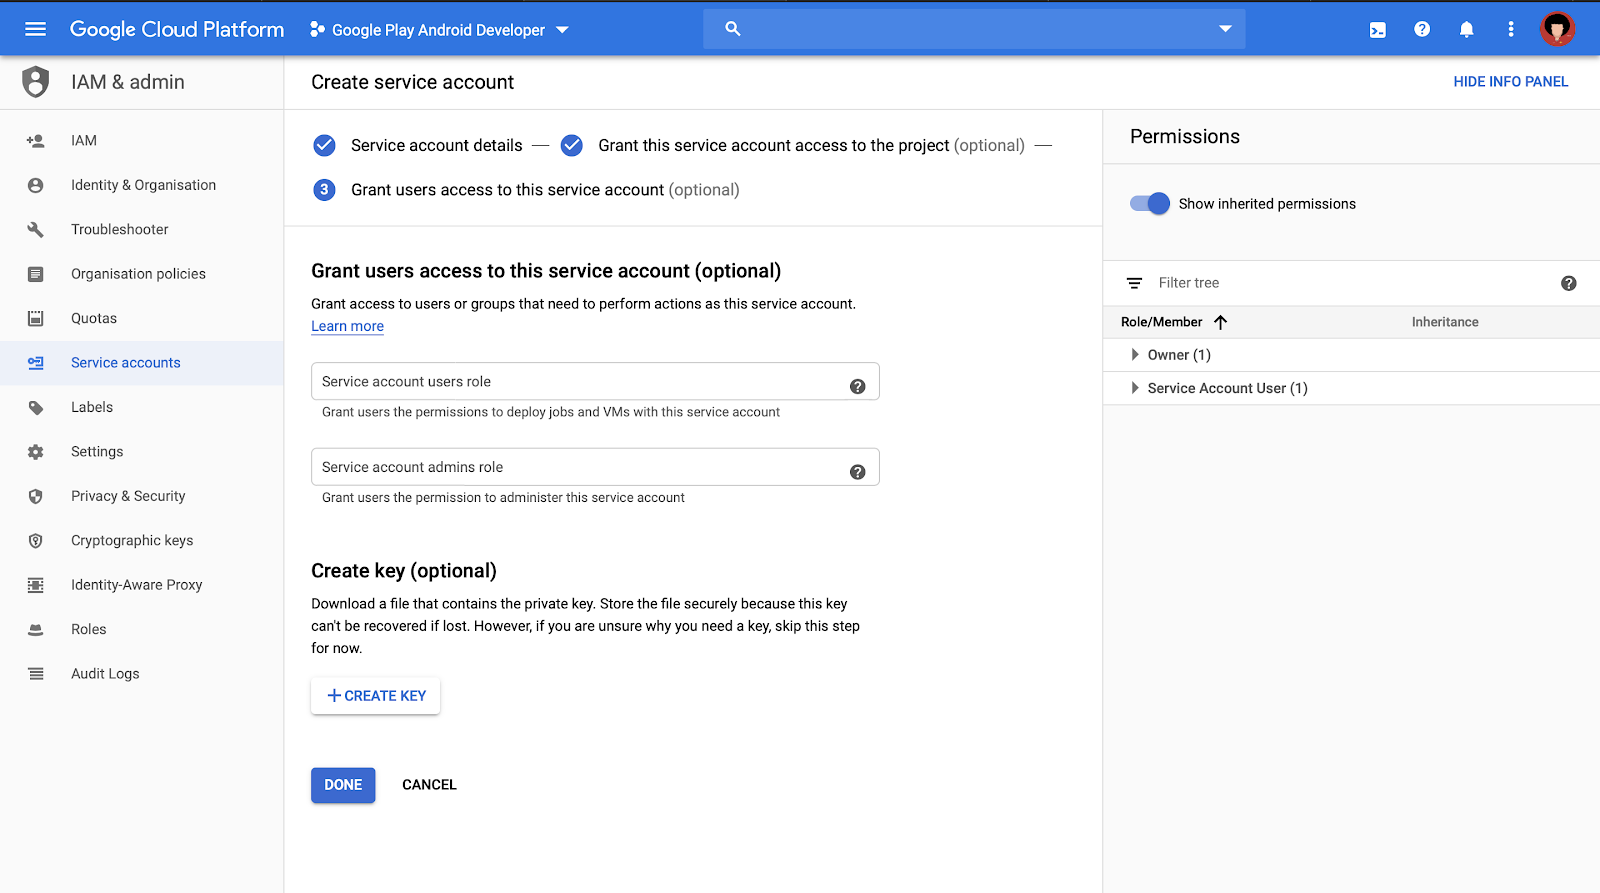 Google Cloud Platform
Google Play Android Developer
IAM & admin
Create service account
HIDE INFO PANEL
IAM
Identity & Organisation
Troubleshooter
Organisation policies
Quotas
Service accounts
Labels
Settings
Privacy & Security
Cryptographic keys
Identity-Aware Proxy
Roles
Audit Logs
Service account details — Grant this service account access to the project (optional) —
3 Grant users access to this service account (optional)
Grant users access to this service account (optional)
Grant access to users or groups that need to perform actions as this service account.
Learn more
Service account users role
Grant users the permissions to deploy jobs and VMs with this service account
Service account admins role
Grant users the permission to administer this service account
Create key (optional)
Download a file that contains the private key. Store the file securely because this key
can't be recovered if lost. However, if you are unsure why you need a key, skip this step
for now.
+ CREATE KEY
DONE CANCEL
Permissions
Show inherited permissions
Filter tree
Role/Member Inheritance
Owner (1)
Service Account User (1)